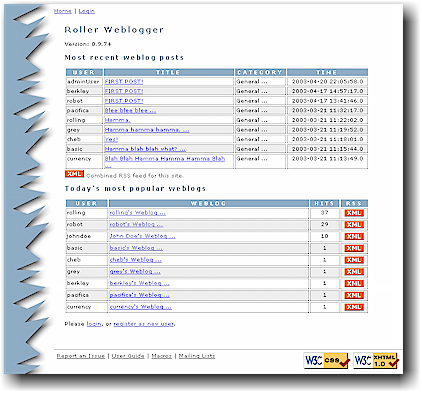 Home | Login
Roller Weblogger
Version: 0.9.74
Most recent weblog posts
USER TITLE CATEGORY TIME
adminUser FIRST POST! General ... 2003-04-20 22:05:58.0
berkley FIRST POST! General ... 2003-04-17 14:57:17.0
robot FIRST POST! General ... 2003-04-17 13:41:46.0
pacifica Blee blee blee ... General ... 2003-03-21 11:32:17.0
rolling Hamma. General ... 2003-03-21 11:22:02.0
grey Hamma hamma hamma. ... General ... 2003-03-21 11:19:52.0
cheb Yes! General ... 2003-03-21 11:18:01.0
basic Hamma blah blah what? ... General ... 2003-03-21 11:15:44.0
currency Blah Blah Hamma Hamma Hamma Blah ... General ... 2003-03-21 11:13:49.0
XML Combined RSS feed for this site.
Today's most popular weblogs
USER WEBLOG HITS RSS
rolling rolling's Weblog ... 37 XML
robot robot's Weblog ... 29 XML
johndoe John Doe's Weblog ... 10 XML
basic basic's Weblog ... 1 XML
cheb cheb's Weblog ... 1 XML
grey grey's Weblog ... 1 XML
berkley berkley's Weblog ... 1 XML
pacifica pacifica's Weblog ... 1 XML
currency currency's Weblog ... 1 XML
Please login, or register as new user.
Report an Issue | User Guide | Macros | Mailing Lists
W3C CSS W3C XHTML 1.0